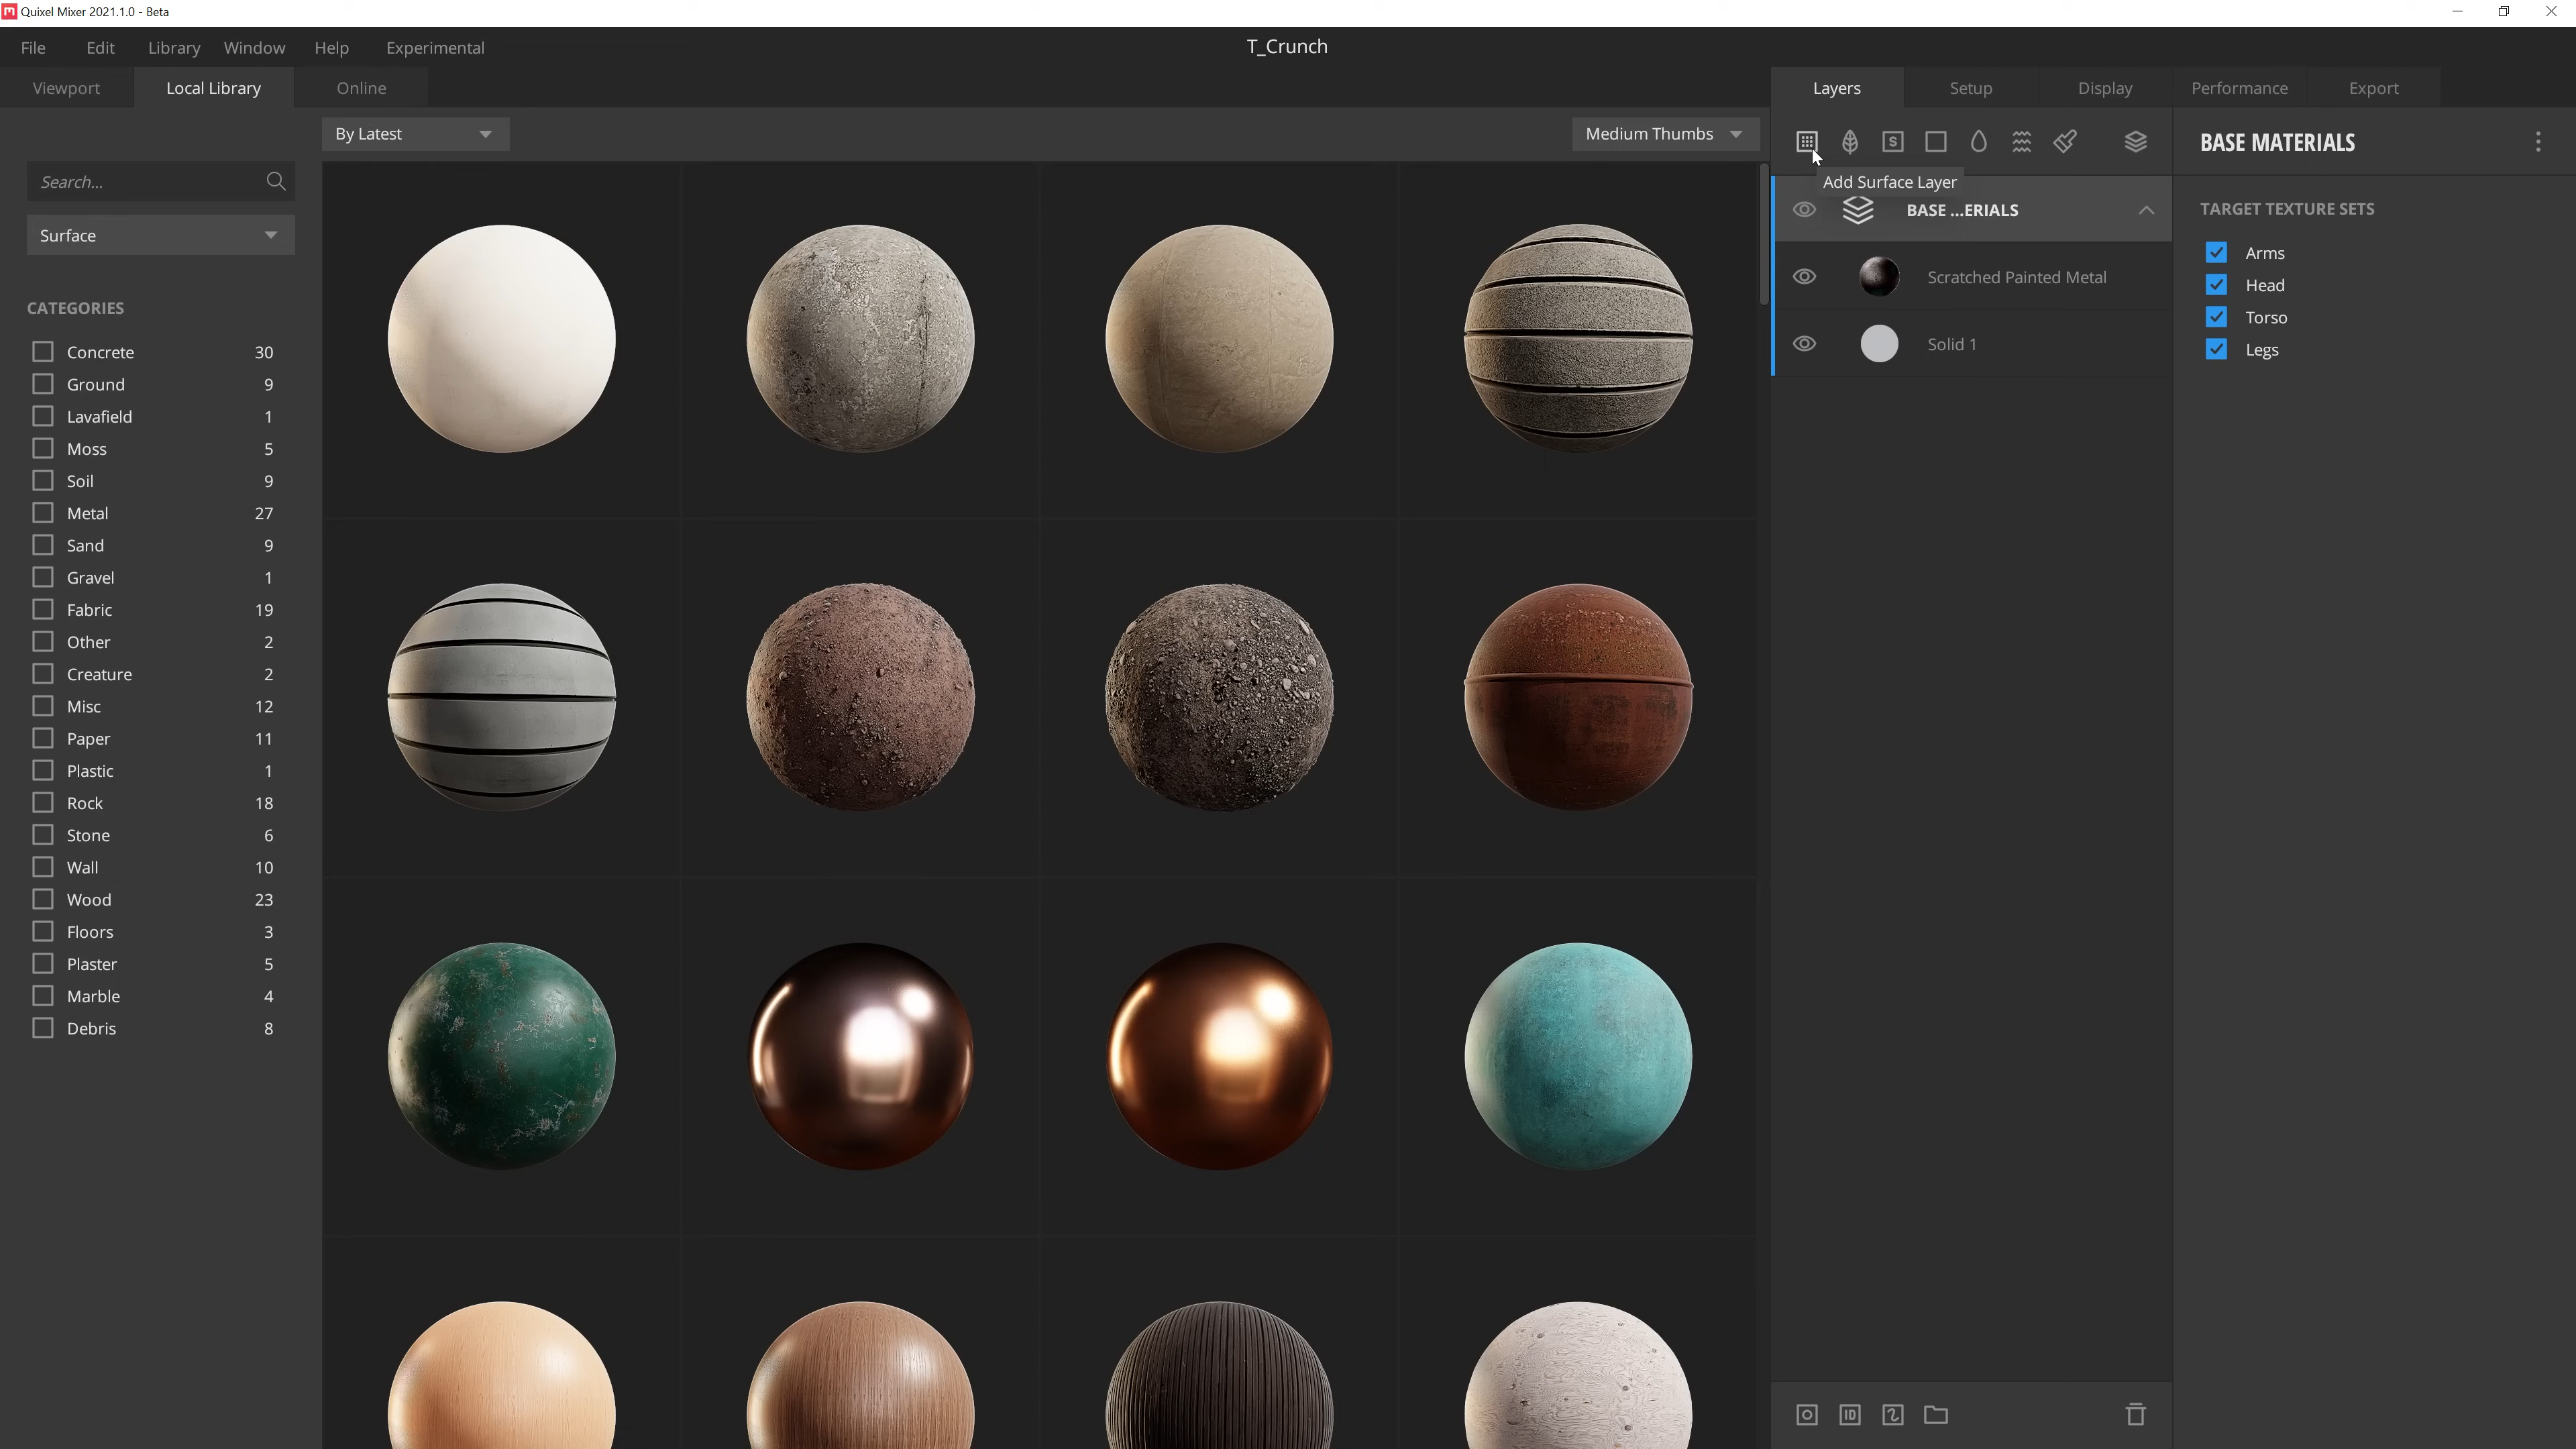 Quixel Mixer 2021.1.0 - Beta
File Edit Library Window Help Experimental
T_Crunch
Viewport Local Library Online
Layers Setup Display Performance Export
By Latest
Medium Thumbs
BASE MATERIALS
Search...
Add Surface Layer
Surface
BASE ...ERIALS
TARGET TEXTURE SETS
Arms
Scratched Painted Metal
Head
Torso
Solid 1
Legs
CATEGORIES
Concrete 30
Ground 9
Lavafield 1
Moss 5
Soil 9
Metal 27
Sand 9
Gravel 1
Fabric 19
Other 2
Creature 2
Misc 12
Paper 11
Plastic 1
Rock 18
Stone 6
Wall 10
Wood 23
Floors 3
Plaster 5
Marble 4
Debris 8
S
ID